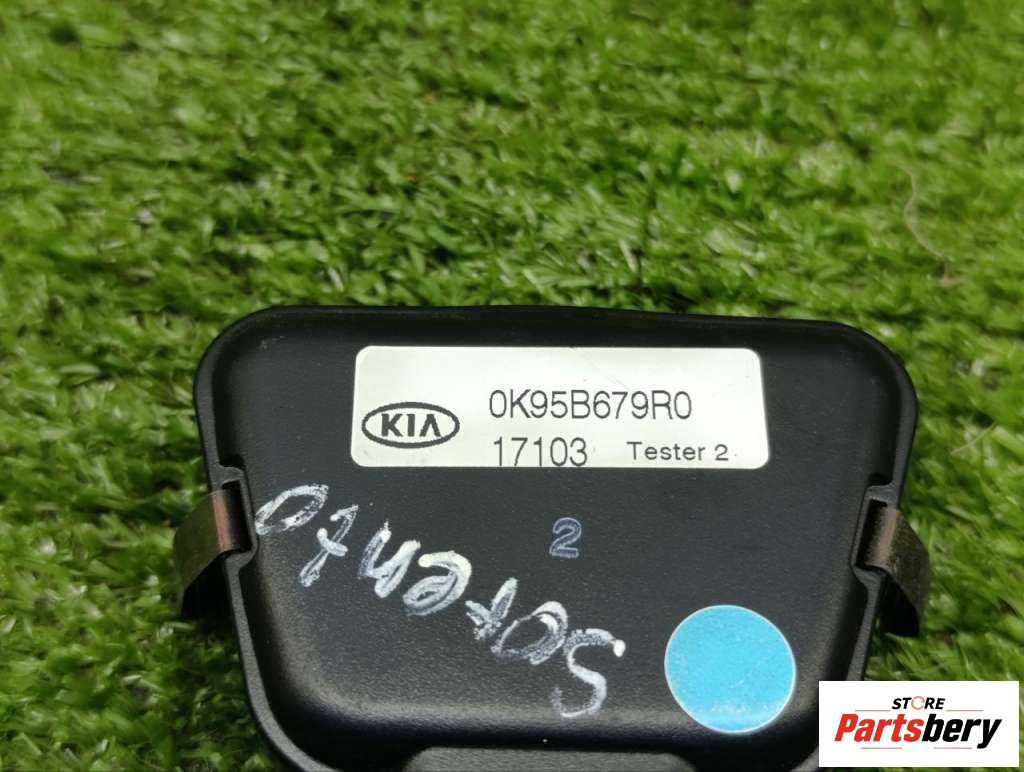 KIA
0K95B679R0
17103 Tester 2
2
Sorento
STORE
Partsbery